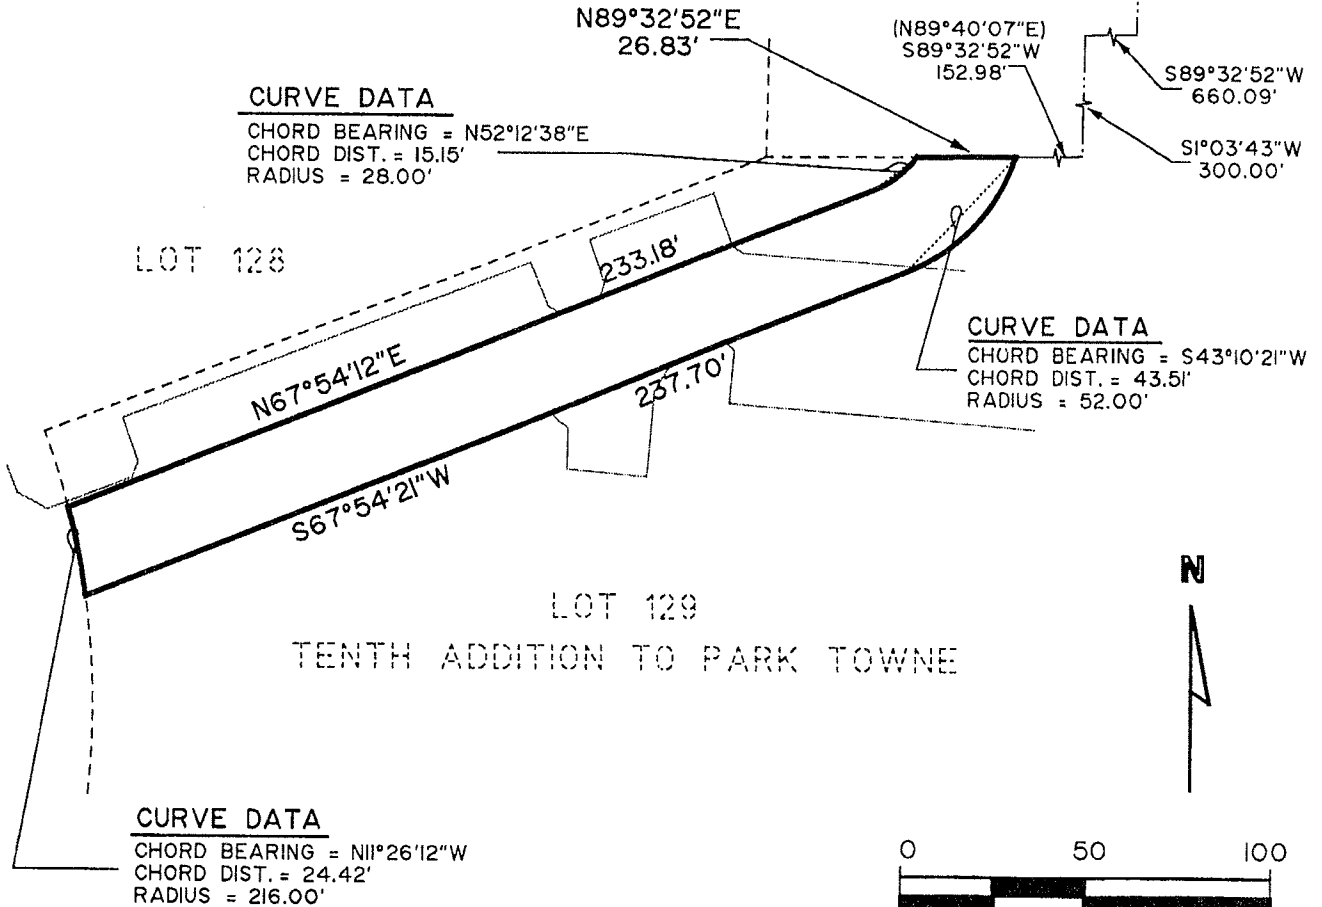 N89°32'52"E
26.83'
(N89°40'07"E)
S89°32'52"W
152.98'
S89°32'52"W
660.09'
S1°03'43"W
300.00'
CURVE DATA
CHORD BEARING = N52°12'38"E
CHORD DIST. = 15.15'
RADIUS = 28.00'
LOT 128
233.18'
N67°54'12"E
CURVE DATA
CHORD BEARING = S43°10'21"W
CHORD DIST. = 43.51'
RADIUS = 52.00'
237.70'
S67°54'21"W
LOT 129
TENTH ADDITION TO PARK TOWNE
N
CURVE DATA
CHORD BEARING = N11°26'12"W
CHORD DIST. = 24.42'
RADIUS = 216.00'
0 50 100